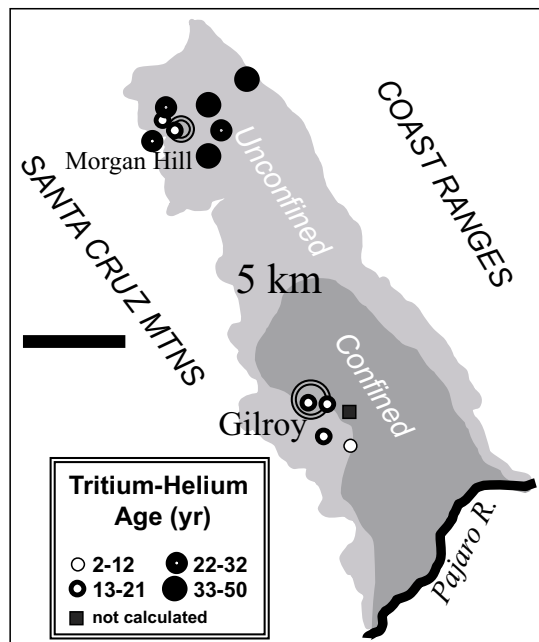 COAST RANGES
Unconfined
Morgan Hill
SANTA CRUZ MTNS
5 km
Confined
Gilroy
Pajaro R.
Tritium-Helium
Age (yr)
2-12
22-32
13-21
33-50
not calculated